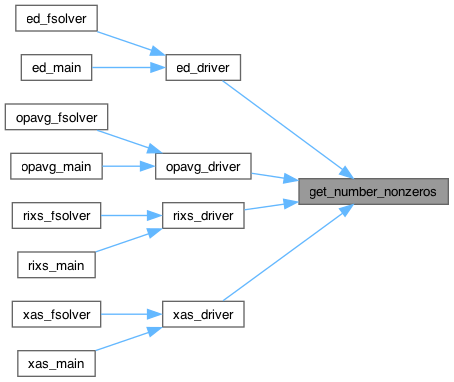 ed_fsolver
ed_main
ed_driver
opavg_fsolver
opavg_main
opavg_driver
get_number_nonzeros
rixs_fsolver
rixs_driver
rixs_main
xas_fsolver
xas_driver
xas_main